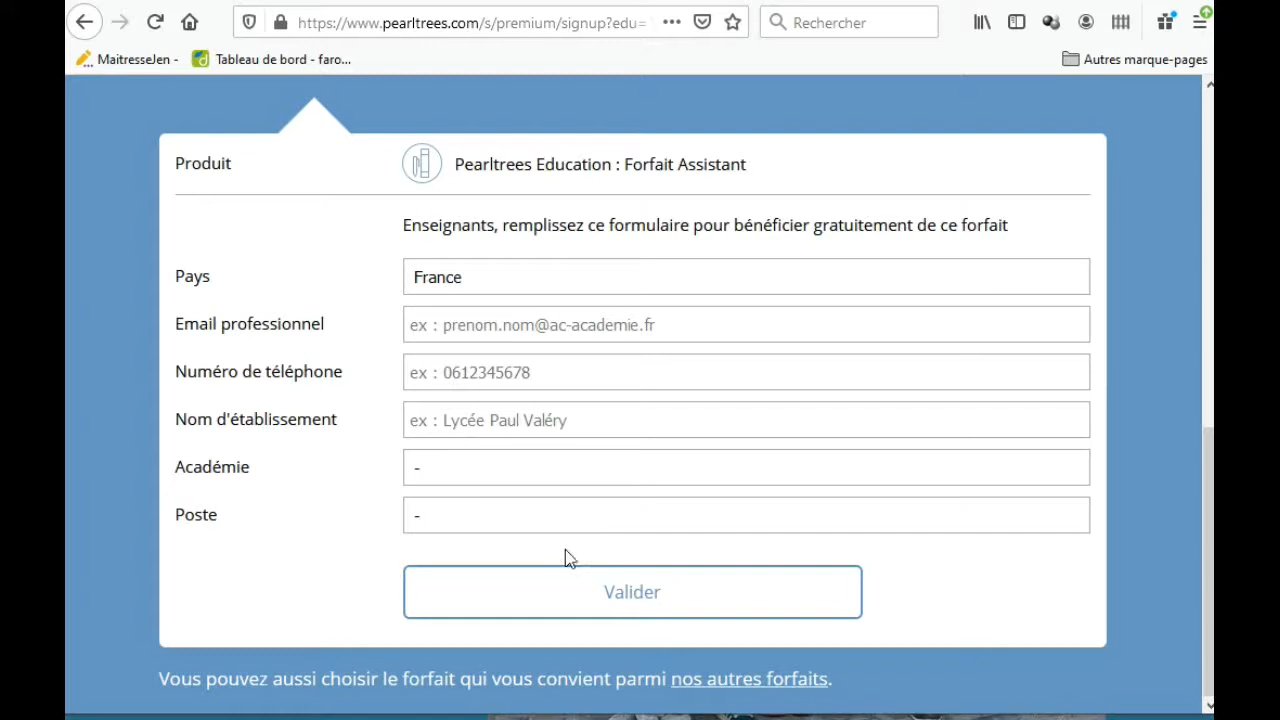 https://www.pearltrees.com/s/premium/signup?edu=
Rechercher
MaitresseJen -
Tableau de bord - faro...
Autres marque-pages
Produit
Pearltrees Education : Forfait Assistant
Enseignants, remplissez ce formulaire pour bénéficier gratuitement de ce forfait
Pays
France
Email professionnel
ex : prenom.nom@ac-academie.fr
Numéro de téléphone
ex : 0612345678
Nom d'établissement
ex : Lycée Paul Valéry
Académie
-
Poste
-
Valider
Vous pouvez aussi choisir le forfait qui vous convient parmi nos autres forfaits.